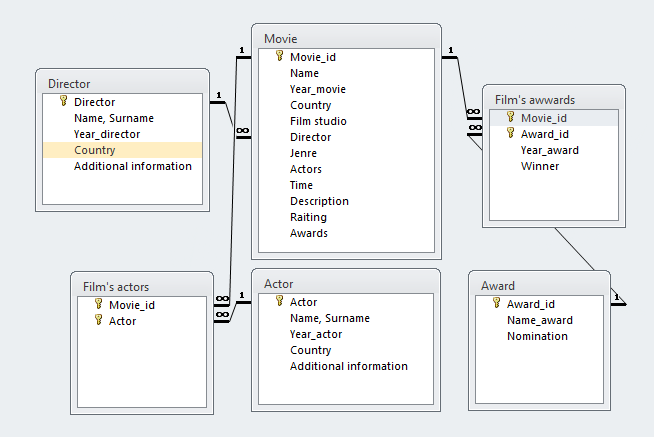 Director
Director
Name, Surname
Year_director
Country
Additional information
1
∞
Movie
Movie_id
Name
Year_movie
Country
Film studio
Director
Jenre
Actors
Time
Description
Raiting
Awards
1
1
Film's awwards
Movie_id
Award_id
Year_award
Winner
∞
∞
Film's actors
Movie_id
Actor
∞
∞
Actor
Actor
Name, Surname
Year_actor
Country
Additional information
1
Award
Award_id
Name_award
Nomination
1